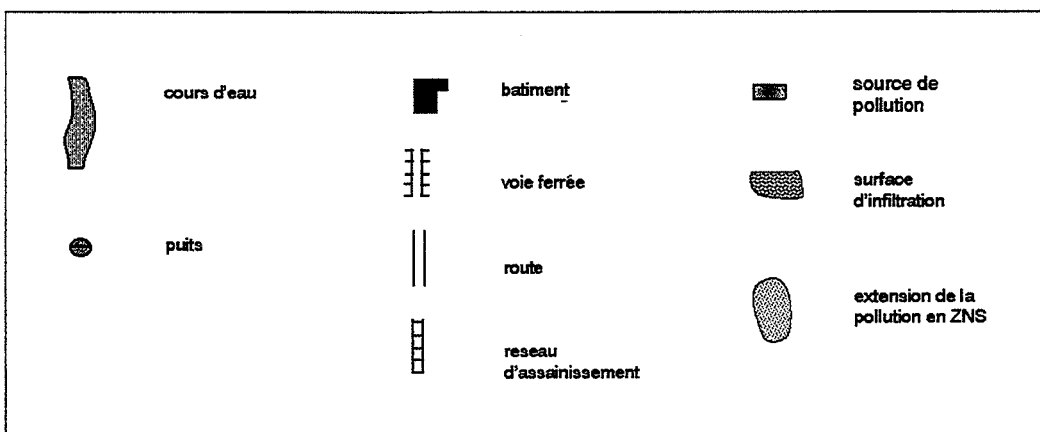 cours d'eau
puits
batiment
voie ferrée
route
reseau
d'assainissement
source de
pollution
surface
d'infiltration
extension de la
pollution en ZNS